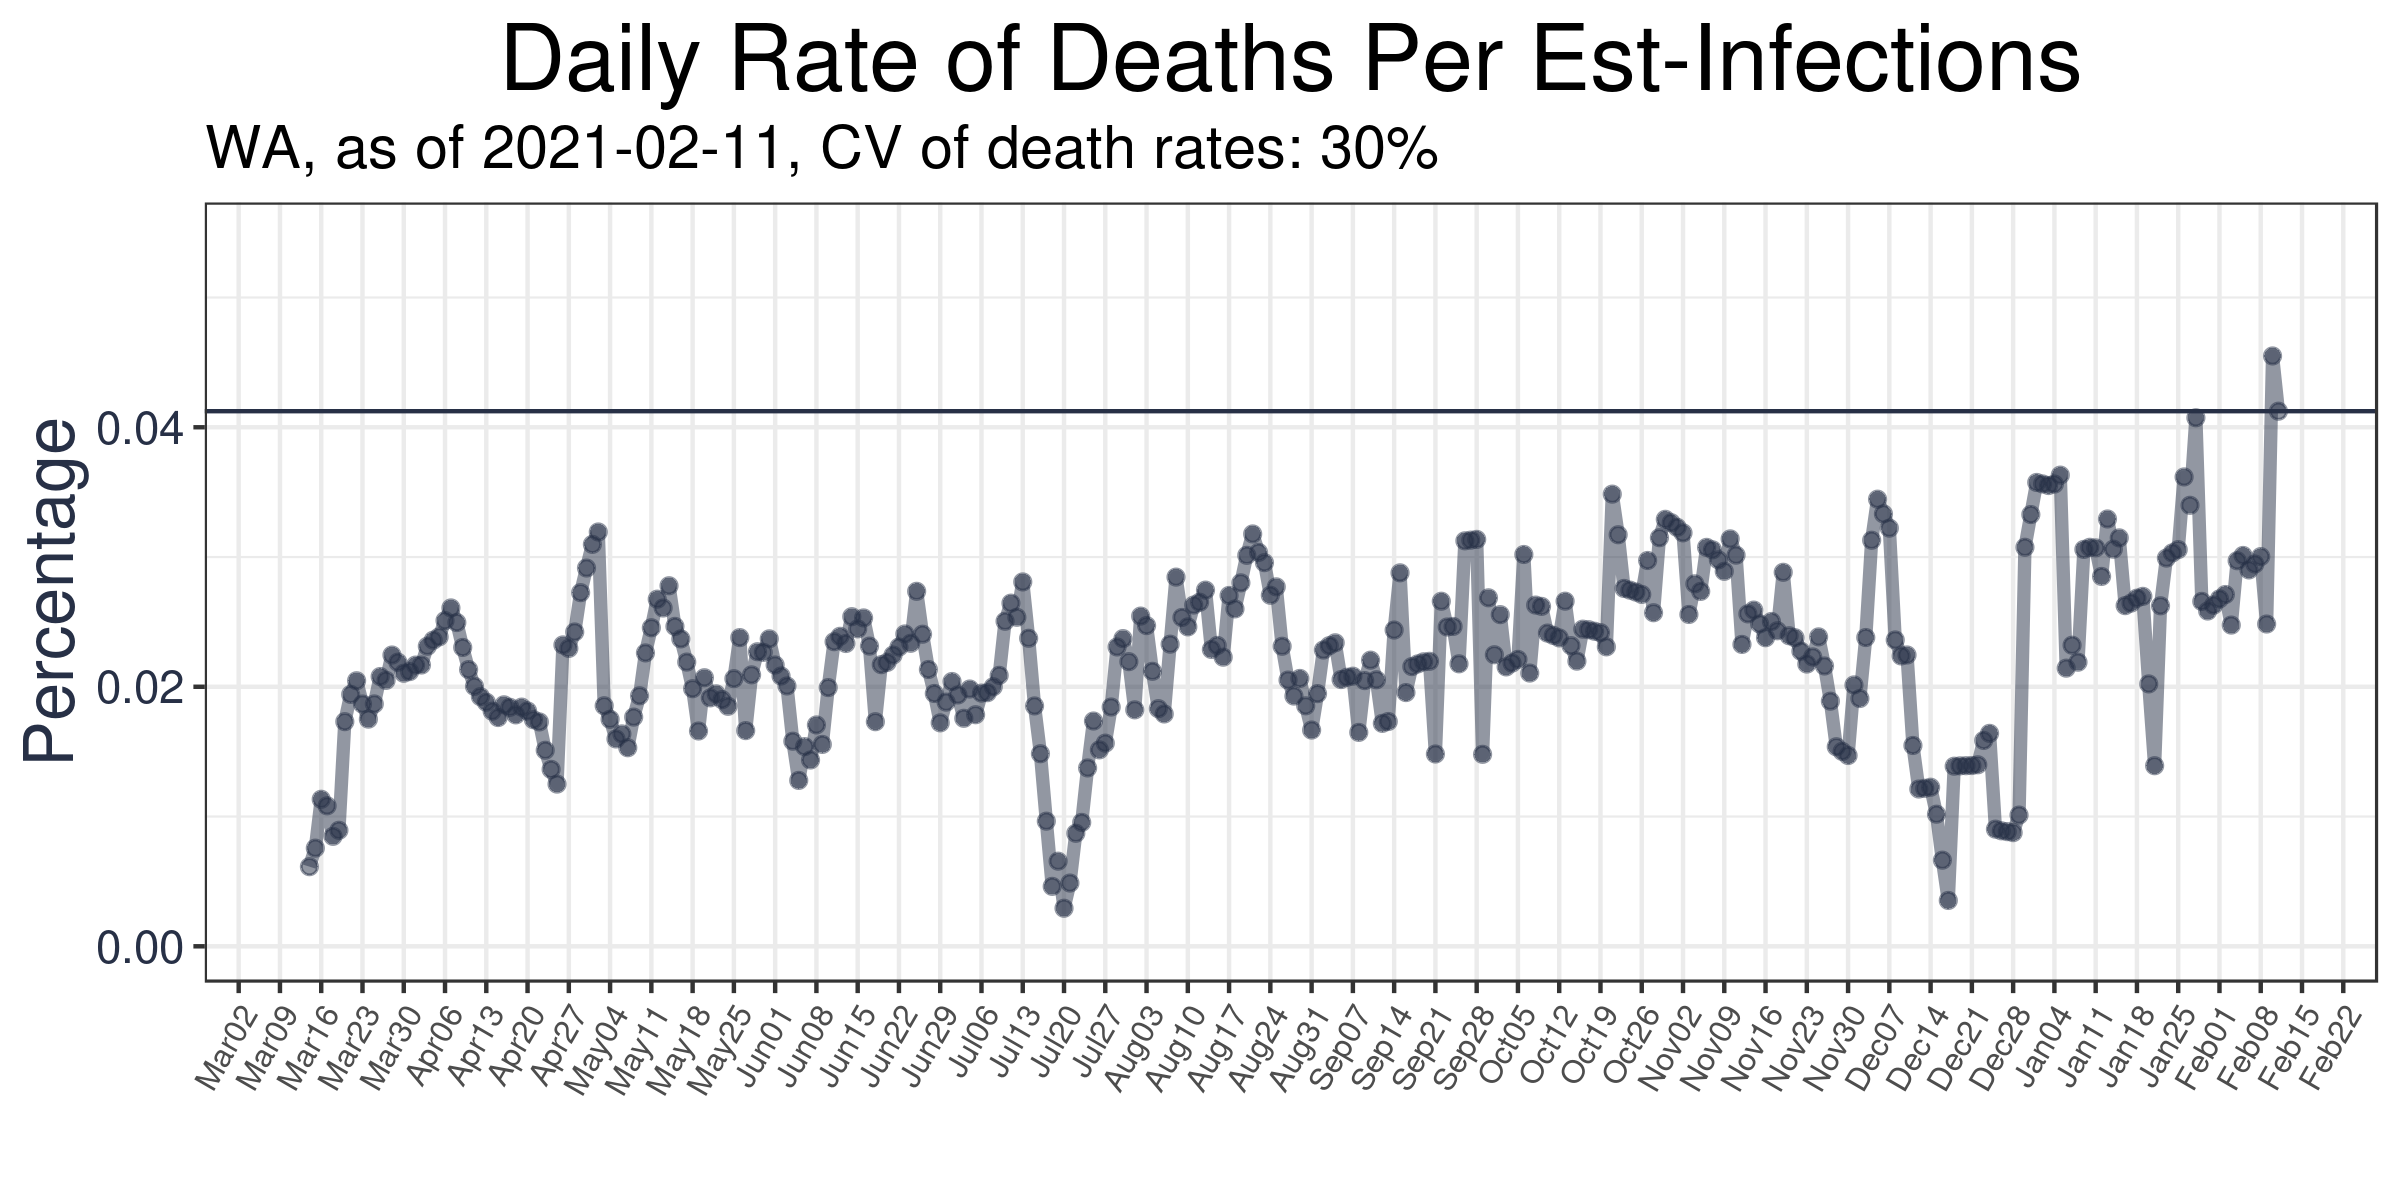 Daily Rate of Deaths Per Est-Infections
WA, as of 2021-02-11, CV of death rates: 30%
Percentage
0.04
0.02
0.00
Mar02
Mar09
Mar16
Mar23
Mar30
Apr06
Apr13
Apr20
Apr27
May04
May11
May18
May25
Jun01
Jun08
Jun15
Jun22
Jun29
Jul06
Jul13
Jul20
Jul27
Aug03
Aug10
Aug17
Aug24
Aug31
Sep07
Sep14
Sep21
Sep28
Oct05
Oct12
Oct19
Oct26
Nov02
Nov09
Nov16
Nov23
Nov30
Dec07
Dec14
Dec21
Dec28
Jan04
Jan11
Jan18
Jan25
Feb01
Feb08
Feb15
Feb22